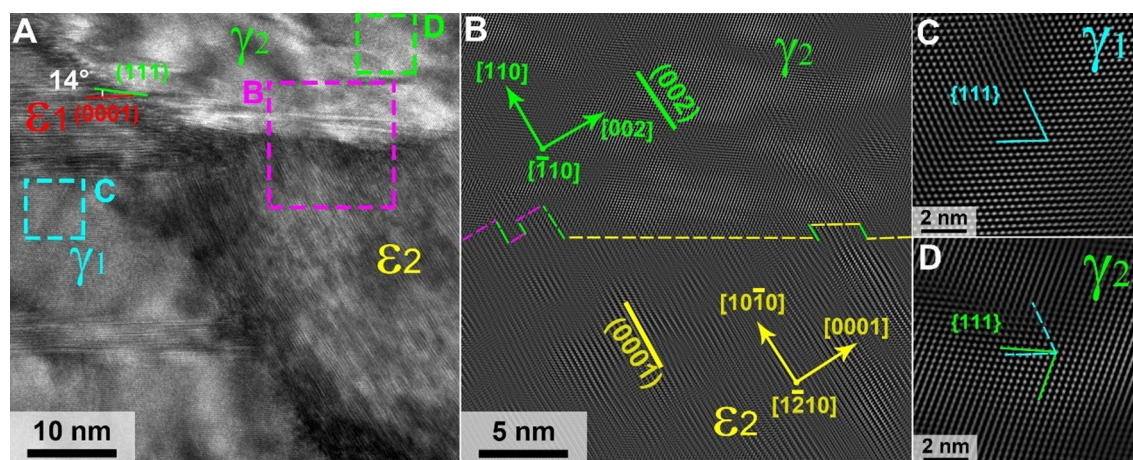 A
γ2
D
14°
(111)
B
ε1
(0001)
C
γ1
ε2
10 nm
B
γ2
[110]
(002)
[002]
[1̅10]
(0001)
[101̅0]
[0001]
[12̅10]
ε2
5 nm
C
γ1
{111}
2 nm
D
γ2
{111}
2 nm